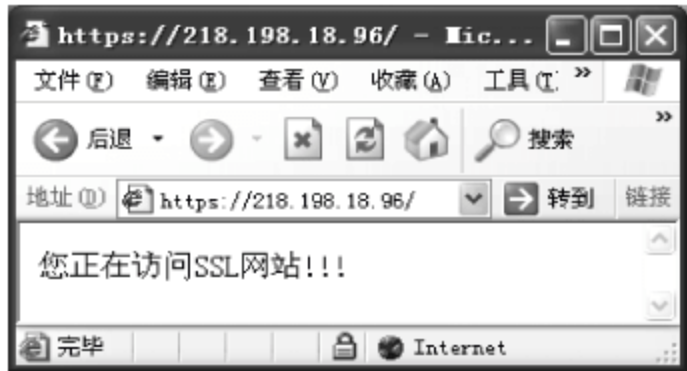 https://218.198.18.96/ - Mic...
文件(F) 编辑(E) 查看(V) 收藏(A) 工具(T) »
后退 搜索 »
地址(D) https://218.198.18.96/ 转到 链接
您正在访问SSL网站!!!
完毕 Internet